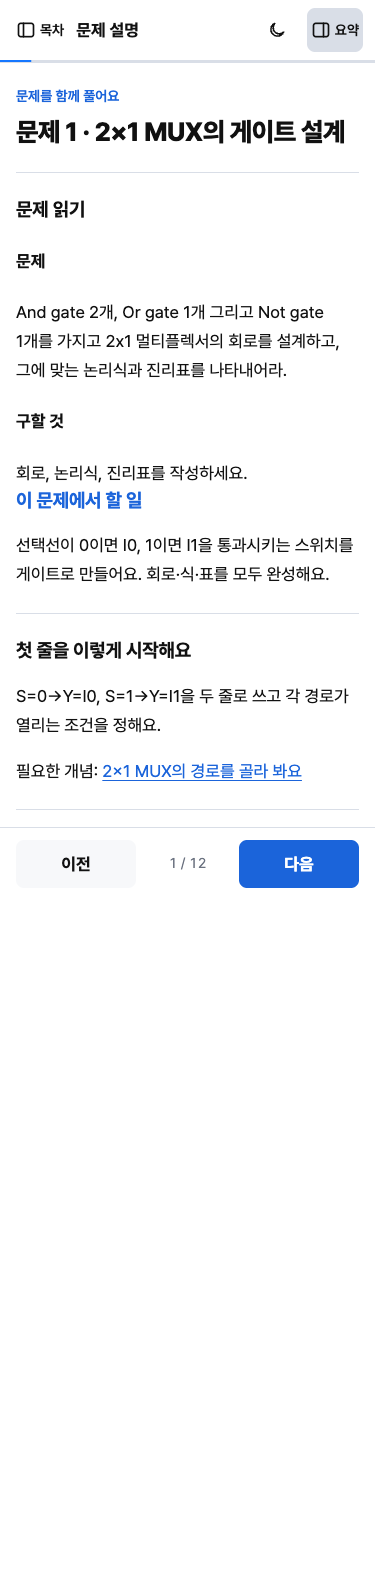 목차 문제 설명 요약
문제를 함께 풀어요
문제 1 · 2×1 MUX의 게이트 설계
문제 읽기
문제
And gate 2개, Or gate 1개 그리고 Not gate
1개를 가지고 2x1 멀티플렉서의 회로를 설계하고,
그에 맞는 논리식과 진리표를 나타내어라.
구할 것
회로, 논리식, 진리표를 작성하세요.
이 문제에서 할 일
선택선이 0이면 I0, 1이면 I1을 통과시키는 스위치를
게이트로 만들어요. 회로·식·표를 모두 완성해요.
첫 줄을 이렇게 시작해요
S=0→Y=I0, S=1→Y=I1을 두 줄로 쓰고 각 경로가
열리는 조건을 정해요.
필요한 개념: 2×1 MUX의 경로를 골라 봐요
이전 1 / 12 다음